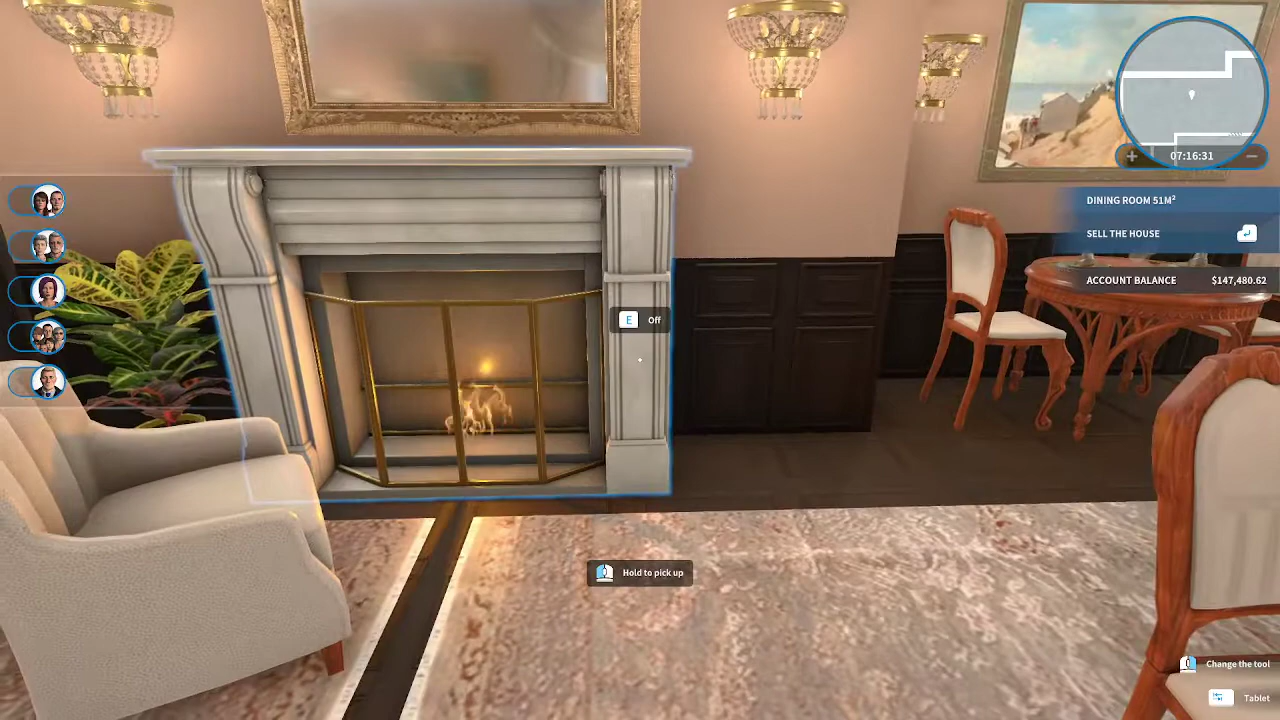 07:16:31
DINING ROOM 51M²
SELL THE HOUSE
ACCOUNT BALANCE $147,480.62
E Off
Hold to pick up
Change the tool
Tablet